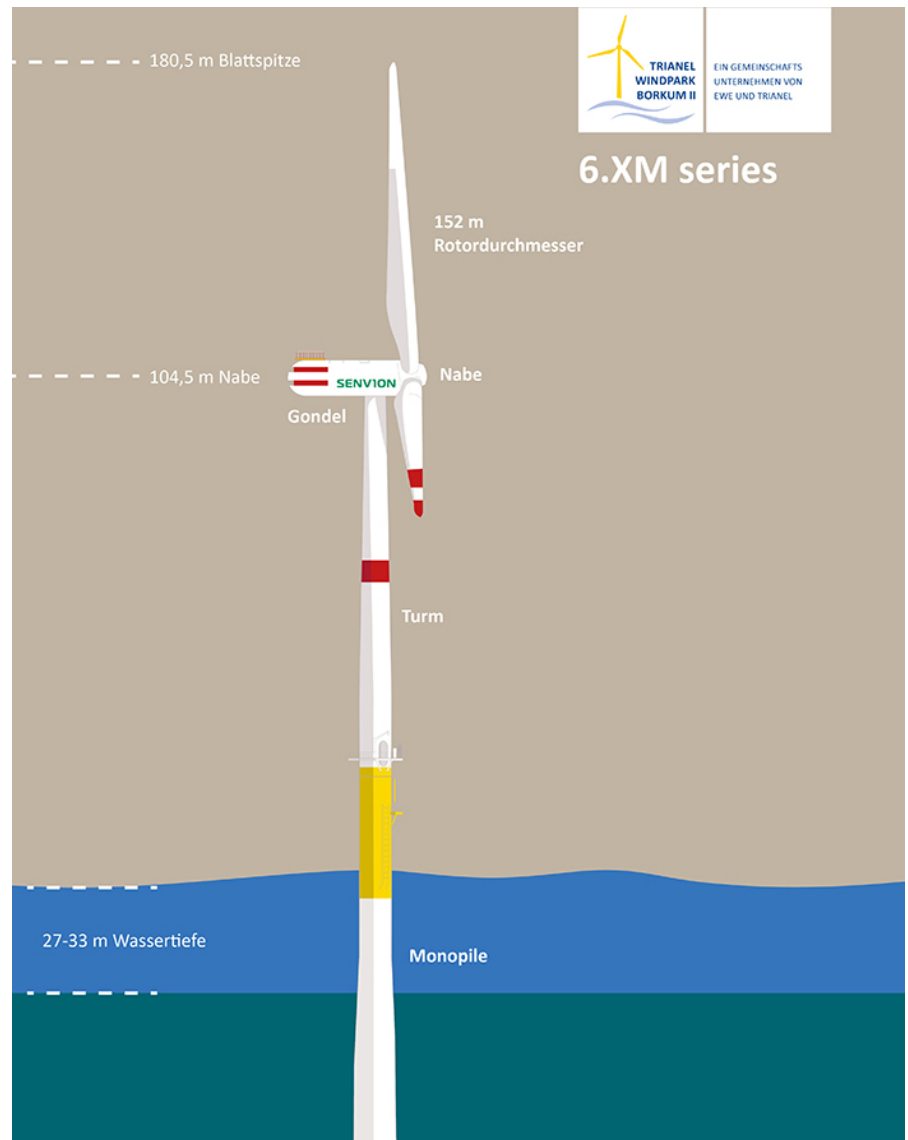 180,5 m Blattspitze
TRIANEL
WINDPARK
BORKUM II
EIN GEMEINSCHAFTS
UNTERNEHMEN VON
EWE UND TRIANEL
6.XM series
152 m
Rotordurchmesser
104,5 m Nabe
SENVION
Nabe
Gondel
Turm
27-33 m Wassertiefe
Monopile